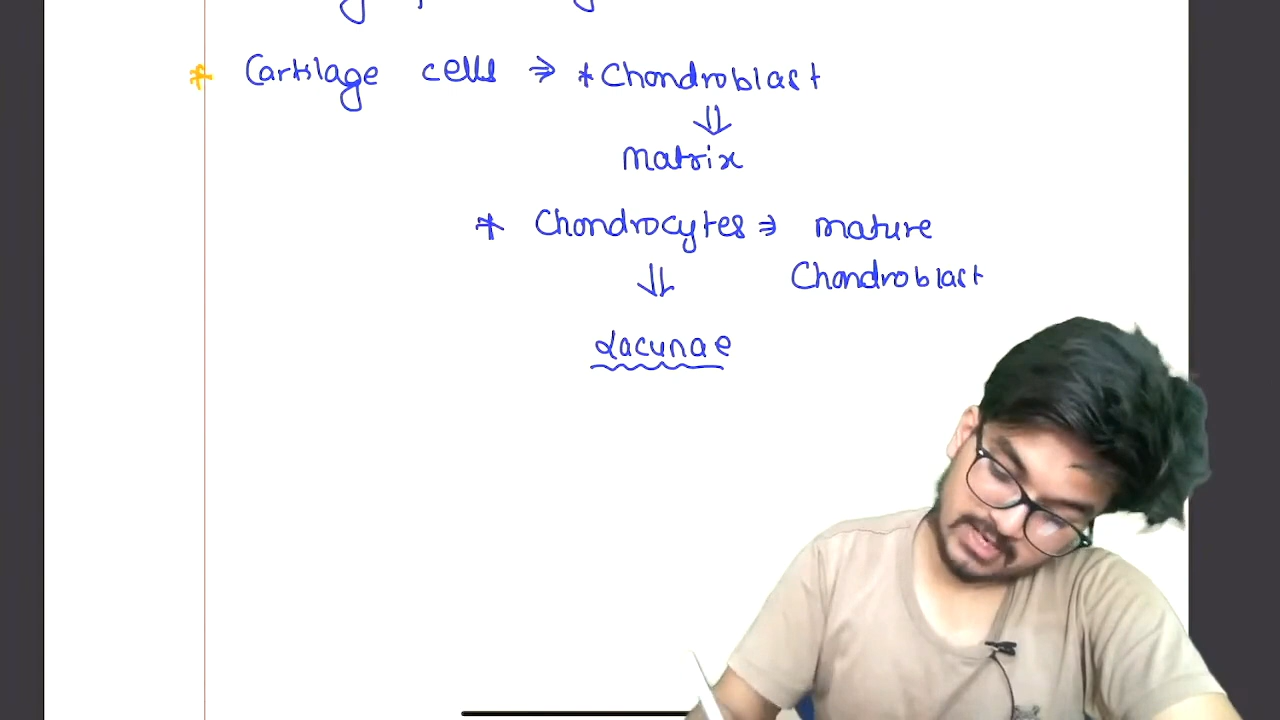 * Cartilage cells ⇒ * Chondroblast
⇓
Matrix
* Chondrocytes ⇒ mature
Chondroblast
⇓
Lacunae